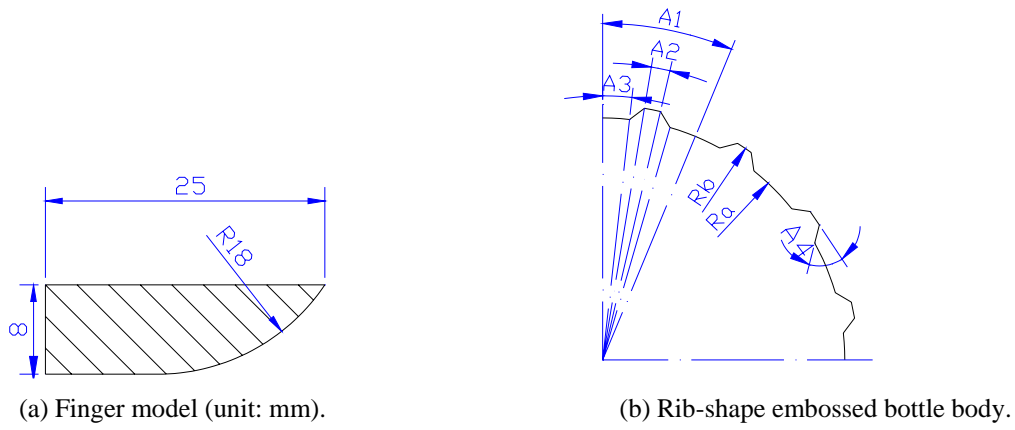 25
R18
8
(a) Finger model (unit: mm).
A1
A2
A3
Rb
Ra
A4
(b) Rib-shape embossed bottle body.